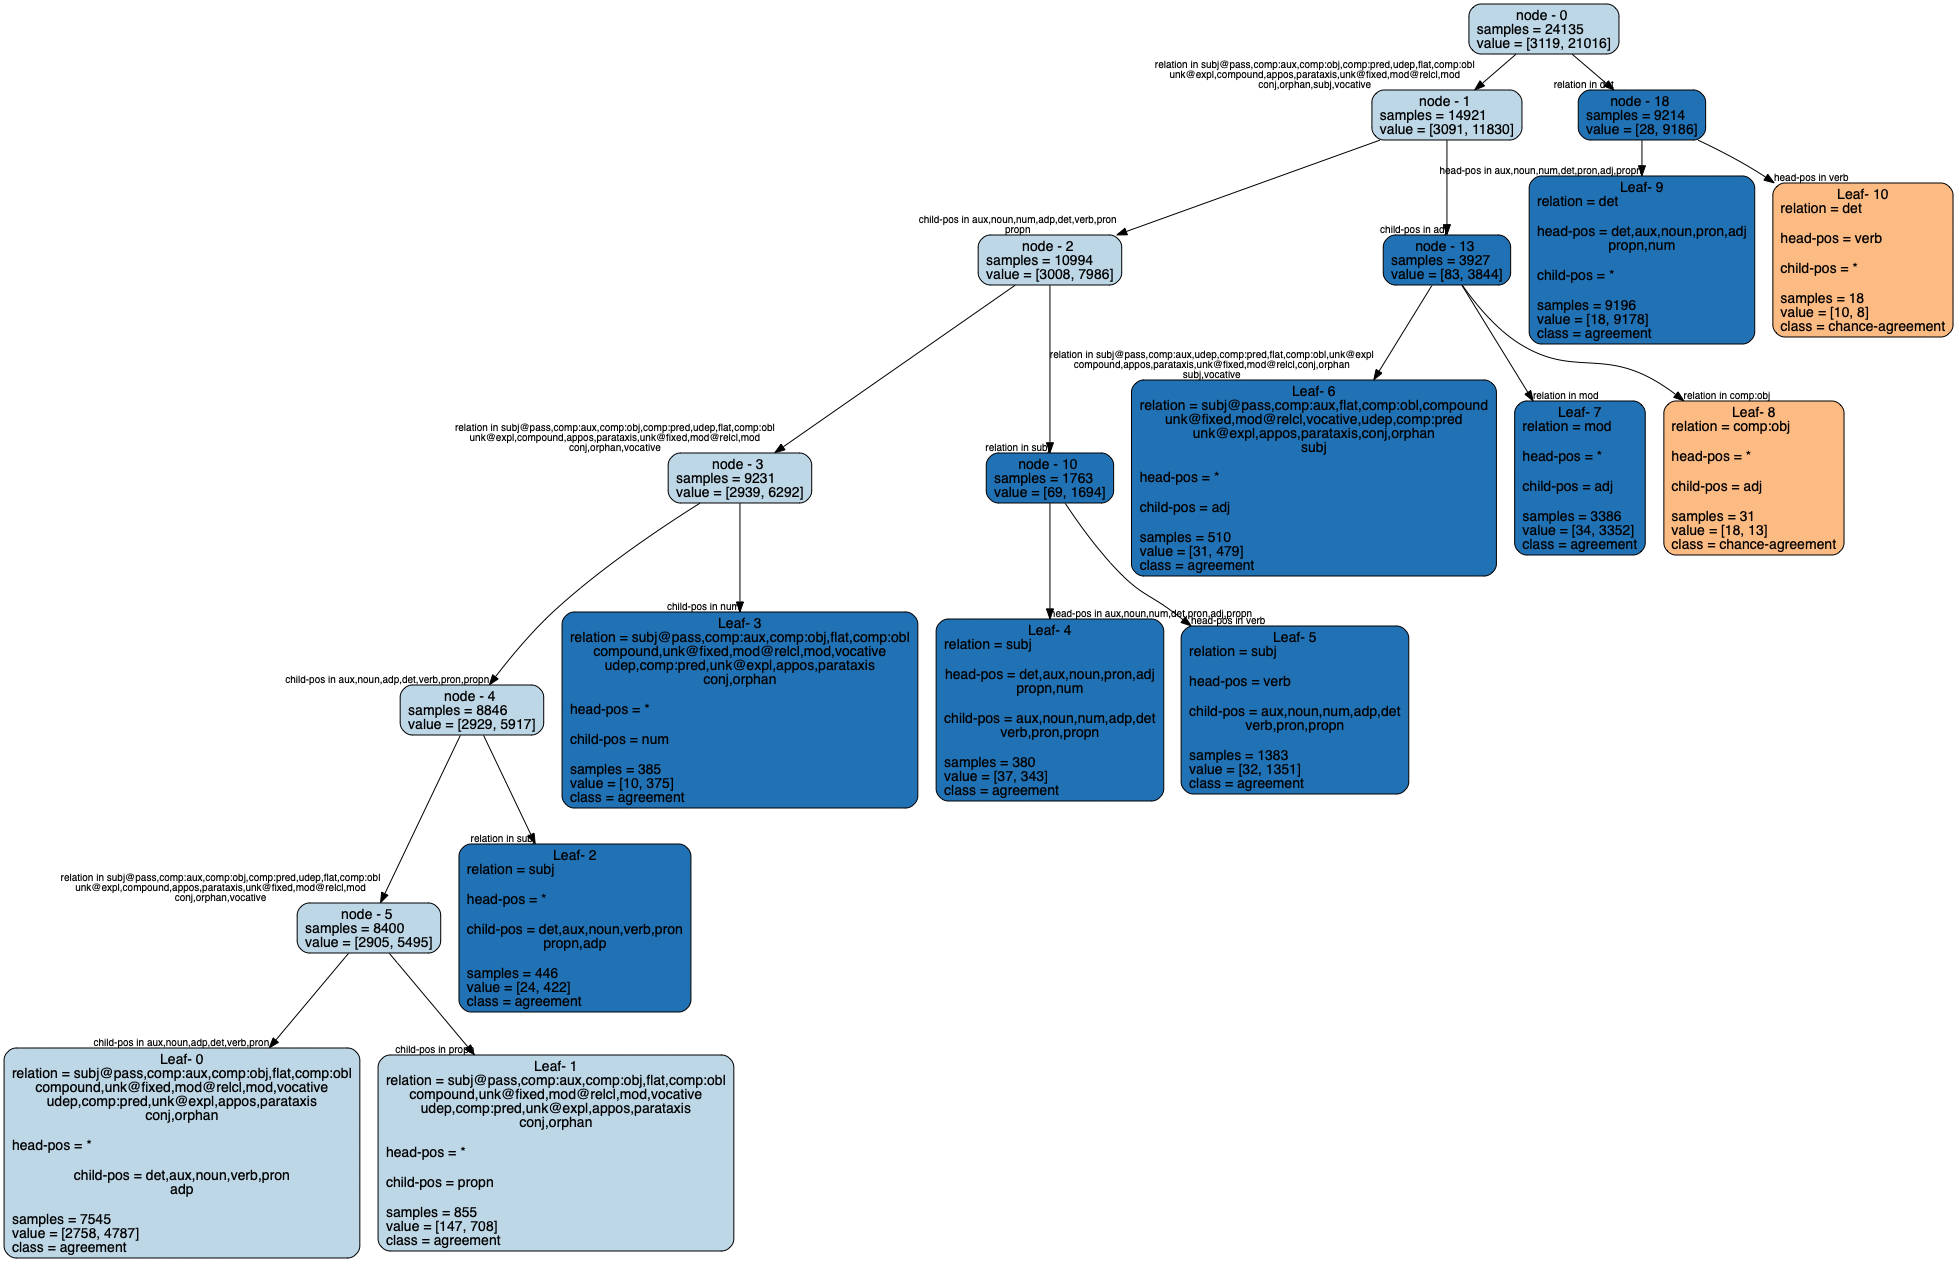 node - 0
samples = 24135
value = [3119, 21016]
relation in subj@pass,comp:aux,comp:obj,comp:pred,udep,flat,comp:obl
unk@expl,compound,appos,parataxis,unk@fixed,mod@relcl,mod
conj,orphan,subj,vocative
relation in det
node - 1
samples = 14921
value = [3091, 11830]
node - 18
samples = 9214
value = [28, 9186]
child-pos in aux,noun,num,adp,det,verb,pron
propn
child-pos in adj
head-pos in aux,noun,num,det,pron,adj,propn
head-pos in verb
node - 2
samples = 10994
value = [3008, 7986]
node - 13
samples = 3927
value = [83, 3844]
Leaf- 9
relation = det
head-pos = det,aux,noun,pron,adj
propn,num
child-pos = *
samples = 9196
value = [18, 9178]
class = agreement
Leaf- 10
relation = det
head-pos = verb
child-pos = *
samples = 18
value = [10, 8]
class = chance-agreement
relation in subj@pass,comp:aux,comp:obj,comp:pred,udep,flat,comp:obl
unk@expl,compound,appos,parataxis,unk@fixed,mod@relcl,mod
conj,orphan,vocative
relation in subj
relation in subj@pass,comp:aux,udep,comp:pred,flat,comp:obl,unk@expl
compound,appos,parataxis,unk@fixed,mod@relcl,conj,orphan
subj,vocative
relation in mod
relation in comp:obj
node - 3
samples = 9231
value = [2939, 6292]
node - 10
samples = 1763
value = [69, 1694]
Leaf- 6
relation = subj@pass,comp:aux,flat,comp:obl,compound
unk@fixed,mod@relcl,vocative,udep,comp:pred
unk@expl,appos,parataxis,conj,orphan
subj
head-pos = *
child-pos = adj
samples = 510
value = [31, 479]
class = agreement
Leaf- 7
relation = mod
head-pos = *
child-pos = adj
samples = 3386
value = [34, 3352]
class = agreement
Leaf- 8
relation = comp:obj
head-pos = *
child-pos = adj
samples = 31
value = [18, 13]
class = chance-agreement
child-pos in aux,noun,adp,det,verb,pron,propn
child-pos in num
head-pos in aux,noun,num,det,pron,adj,propn
head-pos in verb
node - 4
samples = 8846
value = [2929, 5917]
Leaf- 3
relation = subj@pass,comp:aux,comp:obj,flat,comp:obl
compound,unk@fixed,mod@relcl,mod,vocative
udep,comp:pred,unk@expl,appos,parataxis
conj,orphan
head-pos = *
child-pos = num
samples = 385
value = [10, 375]
class = agreement
Leaf- 4
relation = subj
head-pos = det,aux,noun,pron,adj
propn,num
child-pos = aux,noun,num,adp,det
verb,pron,propn
samples = 380
value = [37, 343]
class = agreement
Leaf- 5
relation = subj
head-pos = verb
child-pos = aux,noun,num,adp,det
verb,pron,propn
samples = 1383
value = [32, 1351]
class = agreement
relation in subj@pass,comp:aux,comp:obj,comp:pred,udep,flat,comp:obl
unk@expl,compound,appos,parataxis,unk@fixed,mod@relcl,mod
conj,orphan,vocative
relation in subj
node - 5
samples = 8400
value = [2905, 5495]
Leaf- 2
relation = subj
head-pos = *
child-pos = det,aux,noun,verb,pron
propn,adp
samples = 446
value = [24, 422]
class = agreement
child-pos in aux,noun,adp,det,verb,pron
child-pos in propn
Leaf- 0
relation = subj@pass,comp:aux,comp:obj,flat,comp:obl
compound,unk@fixed,mod@relcl,mod,vocative
udep,comp:pred,unk@expl,appos,parataxis
conj,orphan
head-pos = *
child-pos = det,aux,noun,verb,pron
adp
samples = 7545
value = [2758, 4787]
class = agreement
Leaf- 1
relation = subj@pass,comp:aux,comp:obj,flat,comp:obl
compound,unk@fixed,mod@relcl,mod,vocative
udep,comp:pred,unk@expl,appos,parataxis
conj,orphan
head-pos = *
child-pos = propn
samples = 855
value = [147, 708]
class = agreement